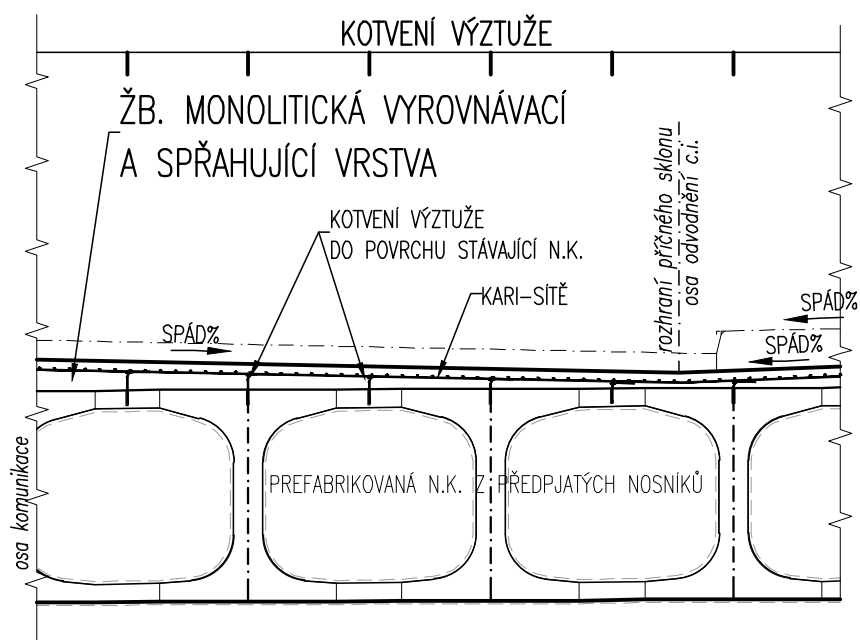 KOTVENÍ VÝZTUŽE
ŽB. MONOLITICKÁ VYROVNÁVACÍ
A SPŘAHUJÍCÍ VRSTVA
rozhraní příčného sklonu
osa odvodnění č.i.
KOTVENÍ VÝZTUŽE
DO POVRCHU STÁVAJÍCÍ N.K.
KARI-SÍTĚ
SPÁD%
SPÁD%
SPÁD%
osa komunikace
PREFABRIKOVANÁ N.K. Z PŘEDPJATÝCH NOSNÍKŮ